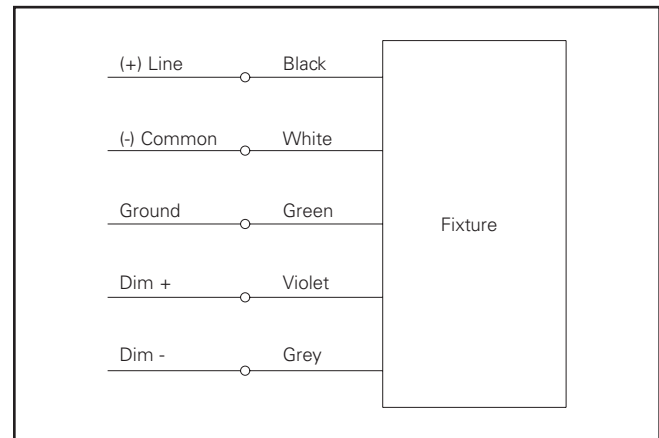 (+) Line Black
(-) Common White
Ground Green
Fixture
Dim + Violet
Dim - Grey